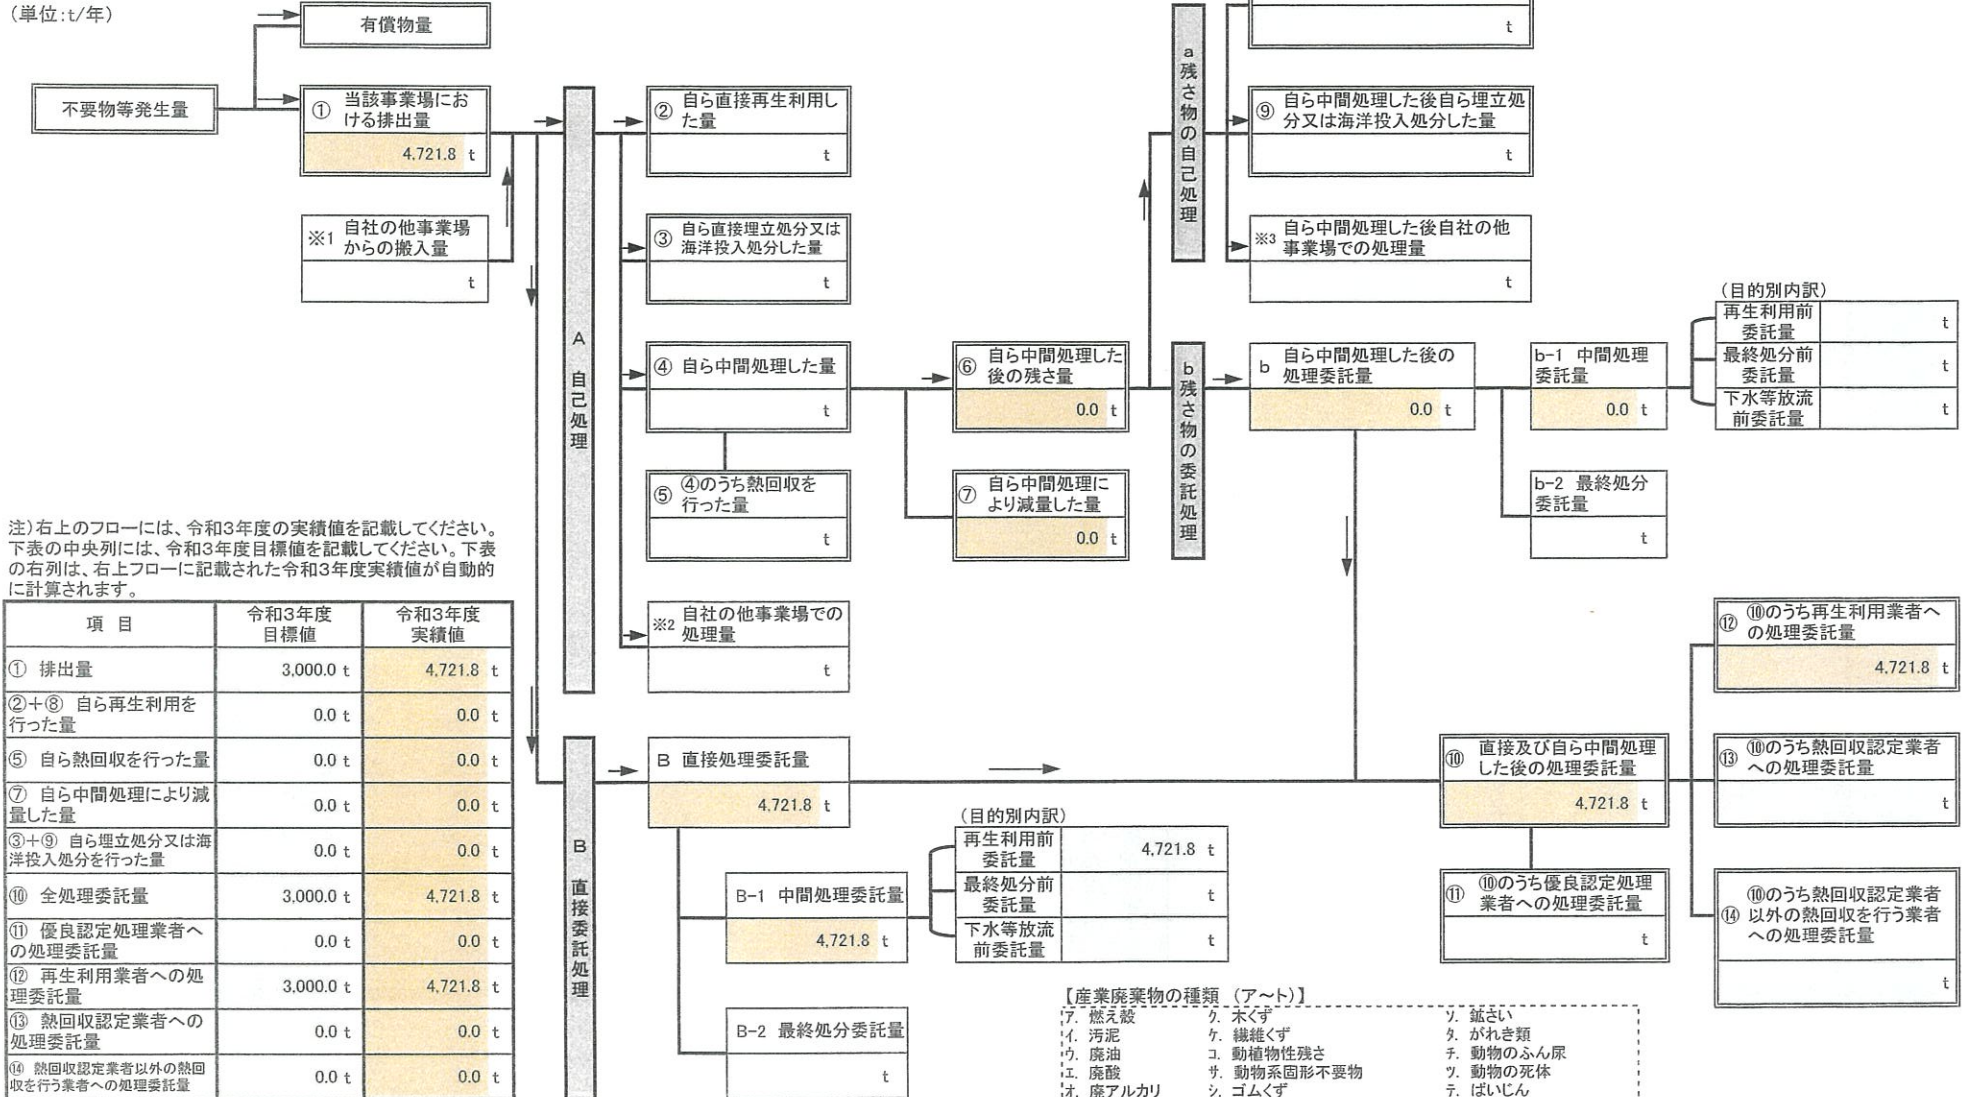 (単位:t/年)
有償物量
不要物等発生量
① 当該事業場にお
ける排出量
4,721.8 t
※1 自社の他事業場
からの搬入量
t
A 自己処理
② 自ら直接再生利用し
た量
t
③ 自ら直接埋立処分又は
海洋投入処分した量
t
④ 自ら中間処理した量
t
⑤ ④のうち熱回収を
行った量
t
※2 自社の他事業場での
処理量
t
⑥ 自ら中間処理した
後の残さ量
0.0 t
⑦ 自ら中間処理に
より減量した量
0.0 t
a 残さ物の自己処理
t
⑨ 自ら中間処理した後自ら埋立処
分又は海洋投入処分した量
t
※3 自ら中間処理した後自社の他
事業場での処理量
t
b 残さ物の委託処理
b 自ら中間処理した後の
処理委託量
0.0 t
b-1 中間処理
委託量
0.0 t
b-2 最終処分
委託量
t
(目的別内訳)
再生利用前
委託量
t
最終処分前
委託量
t
下水等放流
前委託量
t
注)右上のフローには、令和3年度の実績値を記載してください。
下表の中央列には、令和3年度目標値を記載してください。下表
の右列は、右上フローに記載された令和3年度実績値が自動的
に計算されます。
項 目 令和3年度 目標値 令和3年度 実績値
① 排出量 3,000.0 t 4,721.8 t
②+⑧ 自ら再生利用を
行った量 0.0 t 0.0 t
⑤ 自ら熱回収を行った量 0.0 t 0.0 t
⑦ 自ら中間処理により減
量した量 0.0 t 0.0 t
③+⑨ 自ら埋立処分又は海
洋投入処分を行った量 0.0 t 0.0 t
⑩ 全処理委託量 3,000.0 t 4,721.8 t
⑪ 優良認定処理業者へ
の処理委託量 0.0 t 0.0 t
⑫ 再生利用業者への処
理委託量 3,000.0 t 4,721.8 t
⑬ 熱回収認定業者への
処理委託量 0.0 t 0.0 t
⑭ 熱回収認定業者以外の熱回
収を行う業者への処理委託量 0.0 t 0.0 t
B 直接委託処理
B 直接処理委託量
4,721.8 t
B-1 中間処理委託量
4,721.8 t
B-2 最終処分委託量
t
(目的別内訳)
再生利用前
委託量
4,721.8 t
最終処分前
委託量
t
下水等放流
前委託量
t
⑩ 直接及び自ら中間処理
した後の処理委託量
4,721.8 t
⑪ ⑩のうち優良認定処理
業者への処理委託量
t
⑫ ⑩のうち再生利用業者へ
の処理委託量
4,721.8 t
⑬ ⑩のうち熱回収認定業者
への処理委託量
t
⑭ ⑩のうち熱回収認定業者
以外の熱回収を行う業者
への処理委託量
t
【産業廃棄物の種類 (ア~ト)】
ア. 燃え殻 ク. 木くず ソ. 鉱さい
イ. 汚泥 ケ. 繊維くず タ. がれき類
ウ. 廃油 コ. 動植物性残さ チ. 動物のふん尿
エ. 廃酸 サ. 動物系固形不要物 ツ. 動物の死体
オ. 廃アルカリ シ. ゴムくず テ. ばいじん